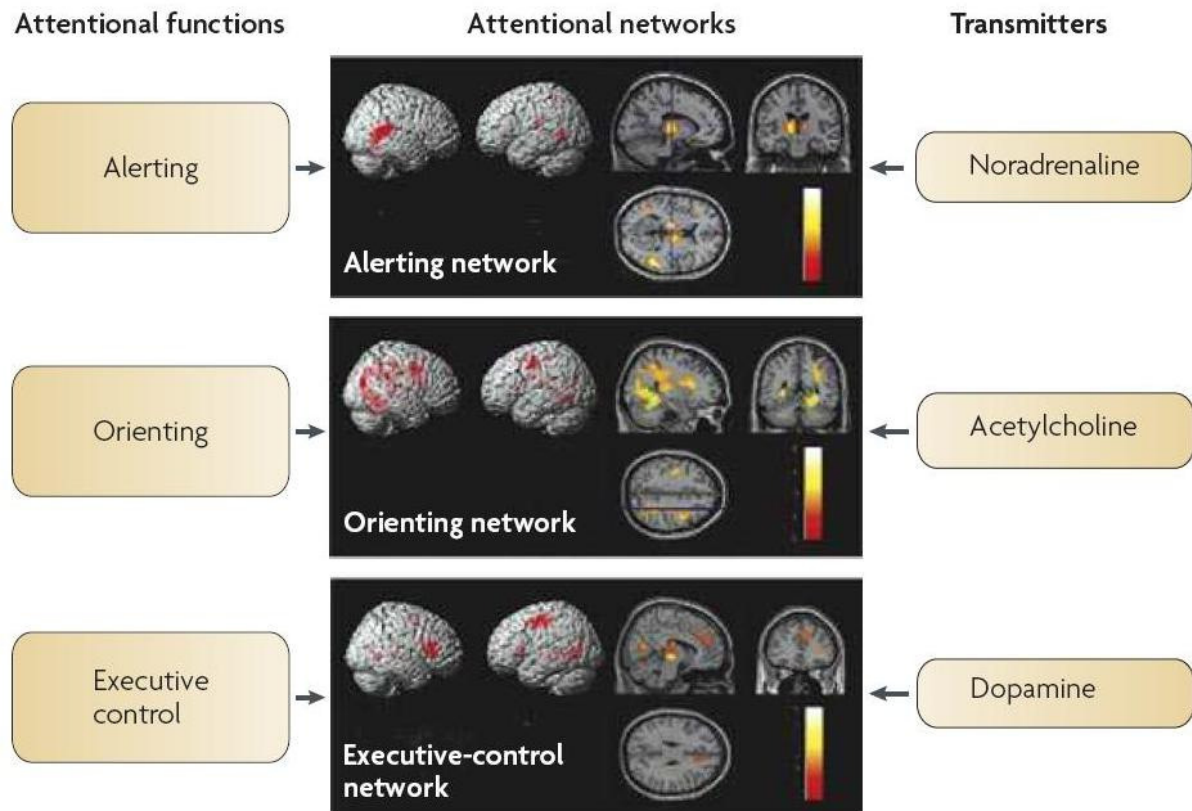 Attentional functions
Attentional networks
Transmitters
Alerting
Alerting network
Noradrenaline
Orienting
Orienting network
Acetylcholine
Executive
control
Executive-control
network
Dopamine